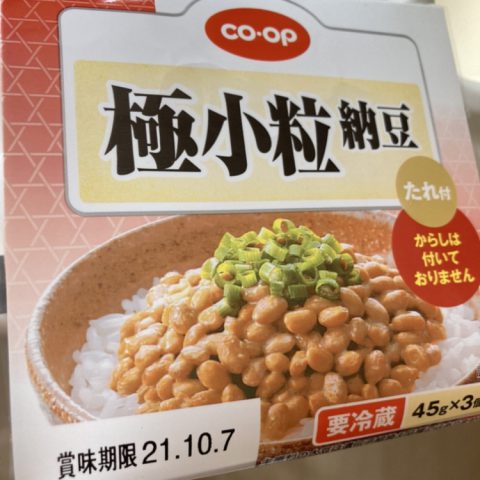 CO·OP
極小粒納豆
たれ付
からしは
付いて
おりません
要冷蔵 45g×3個
賞味期限 21.10.7